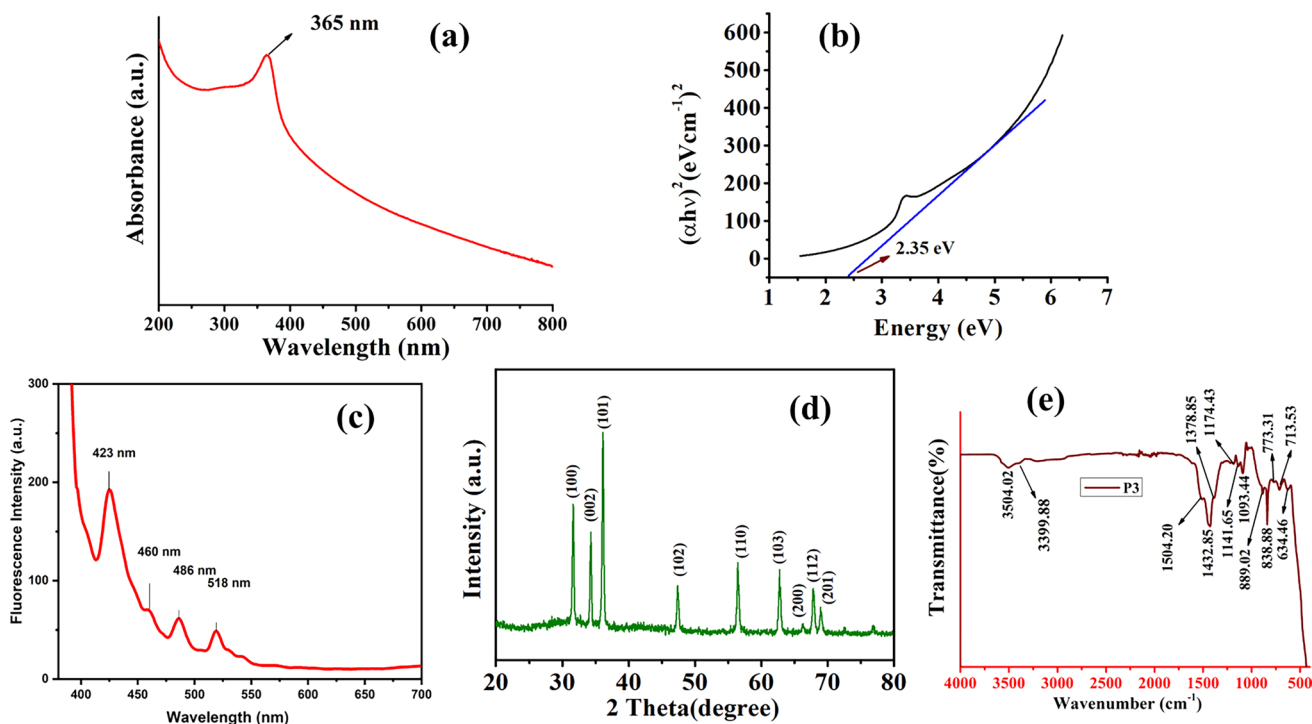 (a)
365 nm
Absorbance (a.u.)
200 300 400 500 600 700 800
Wavelength (nm)
(b)
(αhν)²(eVcm⁻¹)²
600
500
400
300
200
100
0
2.35 eV
1 2 3 4 5 6 7
Energy (eV)
(c)
Fluorescence Intensity (a.u.)
300
200
100
0
423 nm
460 nm
486 nm
518 nm
400 450 500 550 600 650 700
Wavelength (nm)
(d)
Intensity (a.u.)
(100)
(002)
(101)
(102)
(110)
(103)
(200)
(112)
(201)
20 30 40 50 60 70 80
2 Theta(degree)
(e)
Transmittance(%)
P3
3504.02
3399.88
1504.20
1432.85
1378.85
1174.43
1141.65
1093.44
889.02
838.88
773.31
713.53
634.46
4000 3500 3000 2500 2000 1500 1000 500
Wavenumber (cm⁻¹)